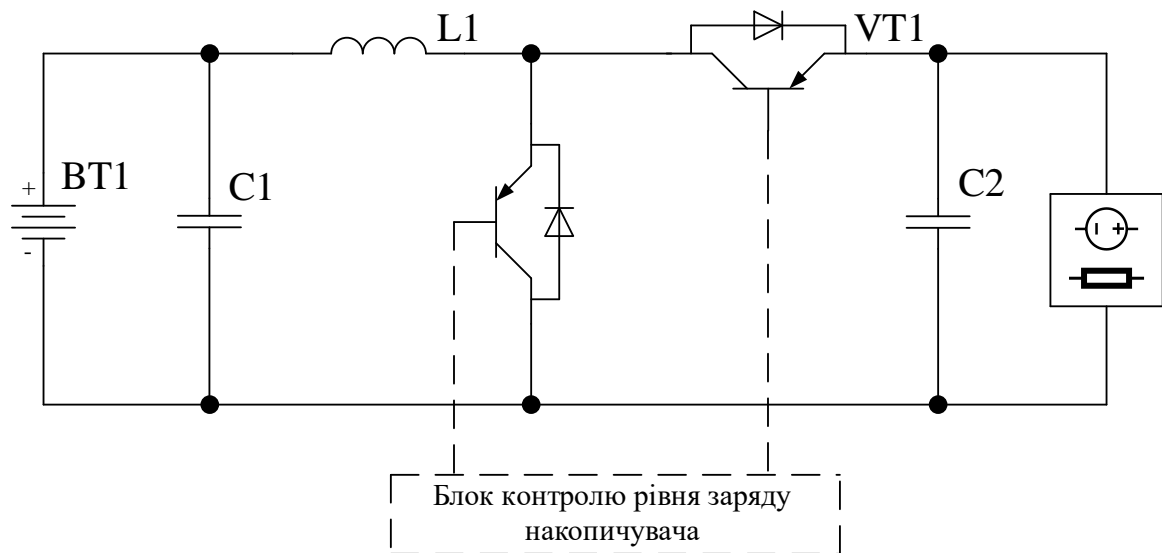 L1
VT1
+
BT1
-
C1
C2
Блок контролю рівня заряду
накопичувача